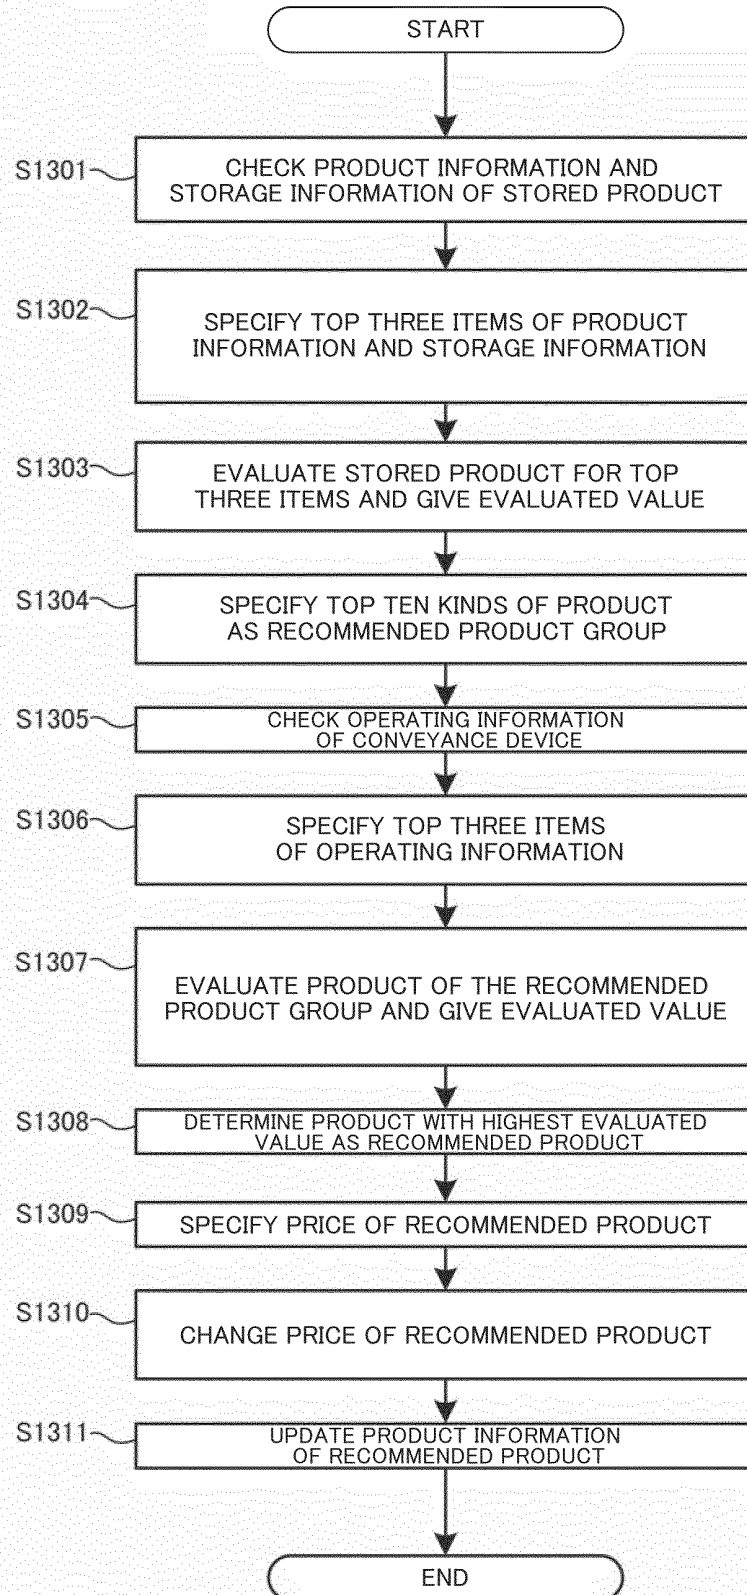 START
S1301
CHECK PRODUCT INFORMATION AND
STORAGE INFORMATION OF STORED PRODUCT
S1302
SPECIFY TOP THREE ITEMS OF PRODUCT
INFORMATION AND STORAGE INFORMATION
S1303
EVALUATE STORED PRODUCT FOR TOP
THREE ITEMS AND GIVE EVALUATED VALUE
S1304
SPECIFY TOP TEN KINDS OF PRODUCT
AS RECOMMENDED PRODUCT GROUP
S1305
CHECK OPERATING INFORMATION
OF CONVEYANCE DEVICE
S1306
SPECIFY TOP THREE ITEMS
OF OPERATING INFORMATION
S1307
EVALUATE PRODUCT OF THE RECOMMENDED
PRODUCT GROUP AND GIVE EVALUATED VALUE
S1308
DETERMINE PRODUCT WITH HIGHEST EVALUATED
VALUE AS RECOMMENDED PRODUCT
S1309
SPECIFY PRICE OF RECOMMENDED PRODUCT
S1310
CHANGE PRICE OF RECOMMENDED PRODUCT
S1311
UPDATE PRODUCT INFORMATION
OF RECOMMENDED PRODUCT
END